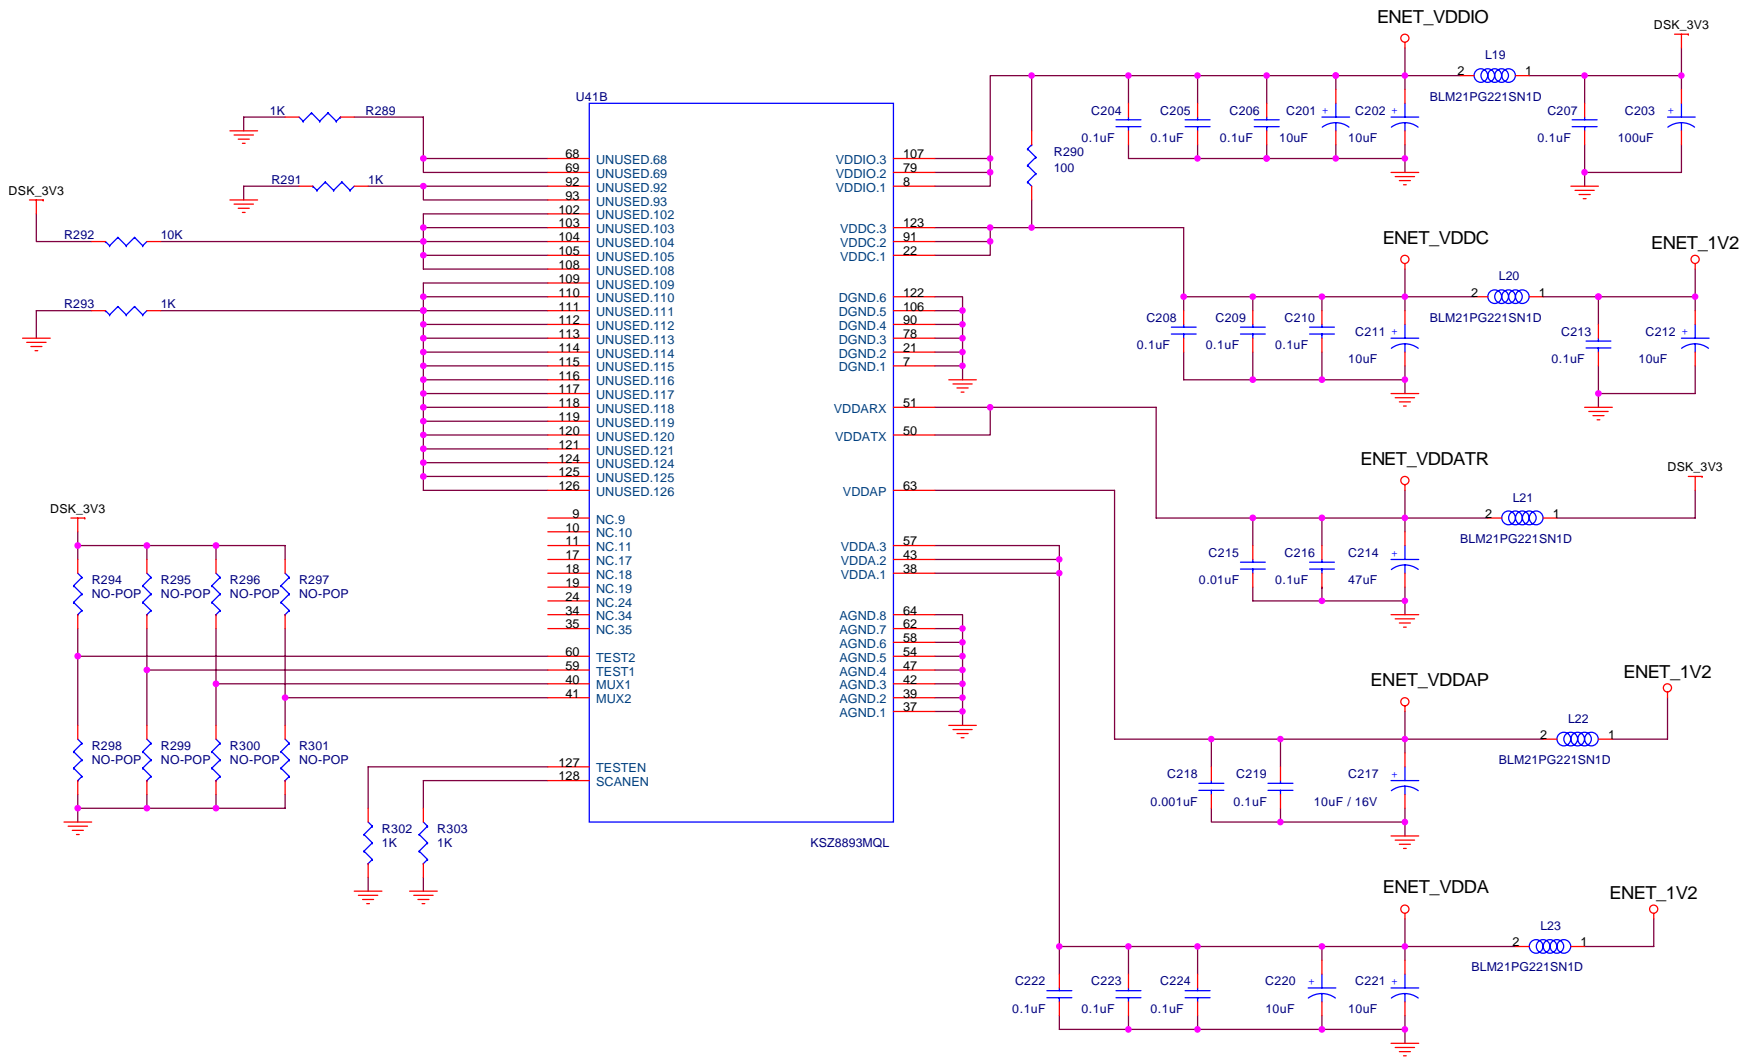 ENET_VDDIO
DSK_3V3
L19
2 1
BLM21PG221SN1D
C204
0.1uF
C205
0.1uF
C206
0.1uF
C201
10uF
+
C202
10uF
+
C207
0.1uF
C203
100uF
+
U41B
1K R289
R291 1K
DSK_3V3
R292 10K
R293 1K
68 UNUSED.68
69 UNUSED.69
92 UNUSED.92
93 UNUSED.93
102 UNUSED.102
103 UNUSED.103
104 UNUSED.104
105 UNUSED.105
108 UNUSED.108
109 UNUSED.109
110 UNUSED.110
111 UNUSED.111
112 UNUSED.112
113 UNUSED.113
114 UNUSED.114
115 UNUSED.115
116 UNUSED.116
117 UNUSED.117
118 UNUSED.118
119 UNUSED.119
120 UNUSED.120
121 UNUSED.121
124 UNUSED.124
125 UNUSED.125
126 UNUSED.126
9 NC.9
10 NC.10
11 NC.11
17 NC.17
18 NC.18
19 NC.19
24 NC.24
34 NC.34
35 NC.35
60 TEST2
59 TEST1
40 MUX1
41 MUX2
127 TESTEN
128 SCANEN
VDDIO.3 107
VDDIO.2 79
VDDIO.1 8
VDDC.3 123
VDDC.2 91
VDDC.1 22
DGND.6 122
DGND.5 106
DGND.4 90
DGND.3 78
DGND.2 21
DGND.1 7
VDDARX 51
VDDATX 50
VDDAP 63
VDDA.3 57
VDDA.2 43
VDDA.1 38
AGND.8 64
AGND.7 62
AGND.6 58
AGND.5 54
AGND.4 47
AGND.3 42
AGND.2 39
AGND.1 37
KSZ8893MQL
R290
100
DSK_3V3
R294
NO-POP
R295
NO-POP
R296
NO-POP
R297
NO-POP
R298
NO-POP
R299
NO-POP
R300
NO-POP
R301
NO-POP
R302
1K
R303
1K
ENET_VDDC
ENET_1V2
L20
2 1
BLM21PG221SN1D
C208
0.1uF
C209
0.1uF
C210
0.1uF
C211
10uF
+
C213
0.1uF
C212
10uF
+
ENET_VDDATR
DSK_3V3
L21
2 1
BLM21PG221SN1D
C215
0.01uF
C216
0.1uF
C214
47uF
+
ENET_VDDAP
ENET_1V2
L22
2 1
BLM21PG221SN1D
C218
0.001uF
C219
0.1uF
C217
10uF / 16V
+
ENET_VDDA
ENET_1V2
L23
2 1
BLM21PG221SN1D
C222
0.1uF
C223
0.1uF
C224
0.1uF
C220
10uF
+
C221
10uF
+